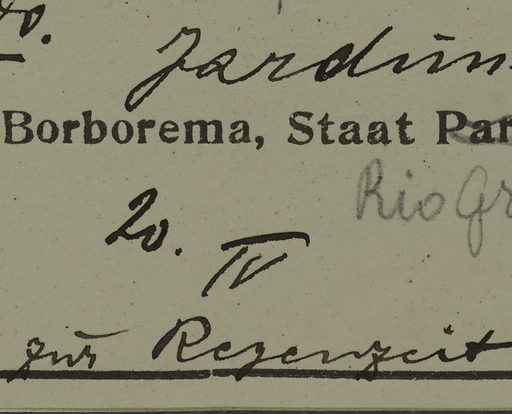 Jardim
Borborema, Staat Par
Rio Gr
20. IV
zur Regenzeit